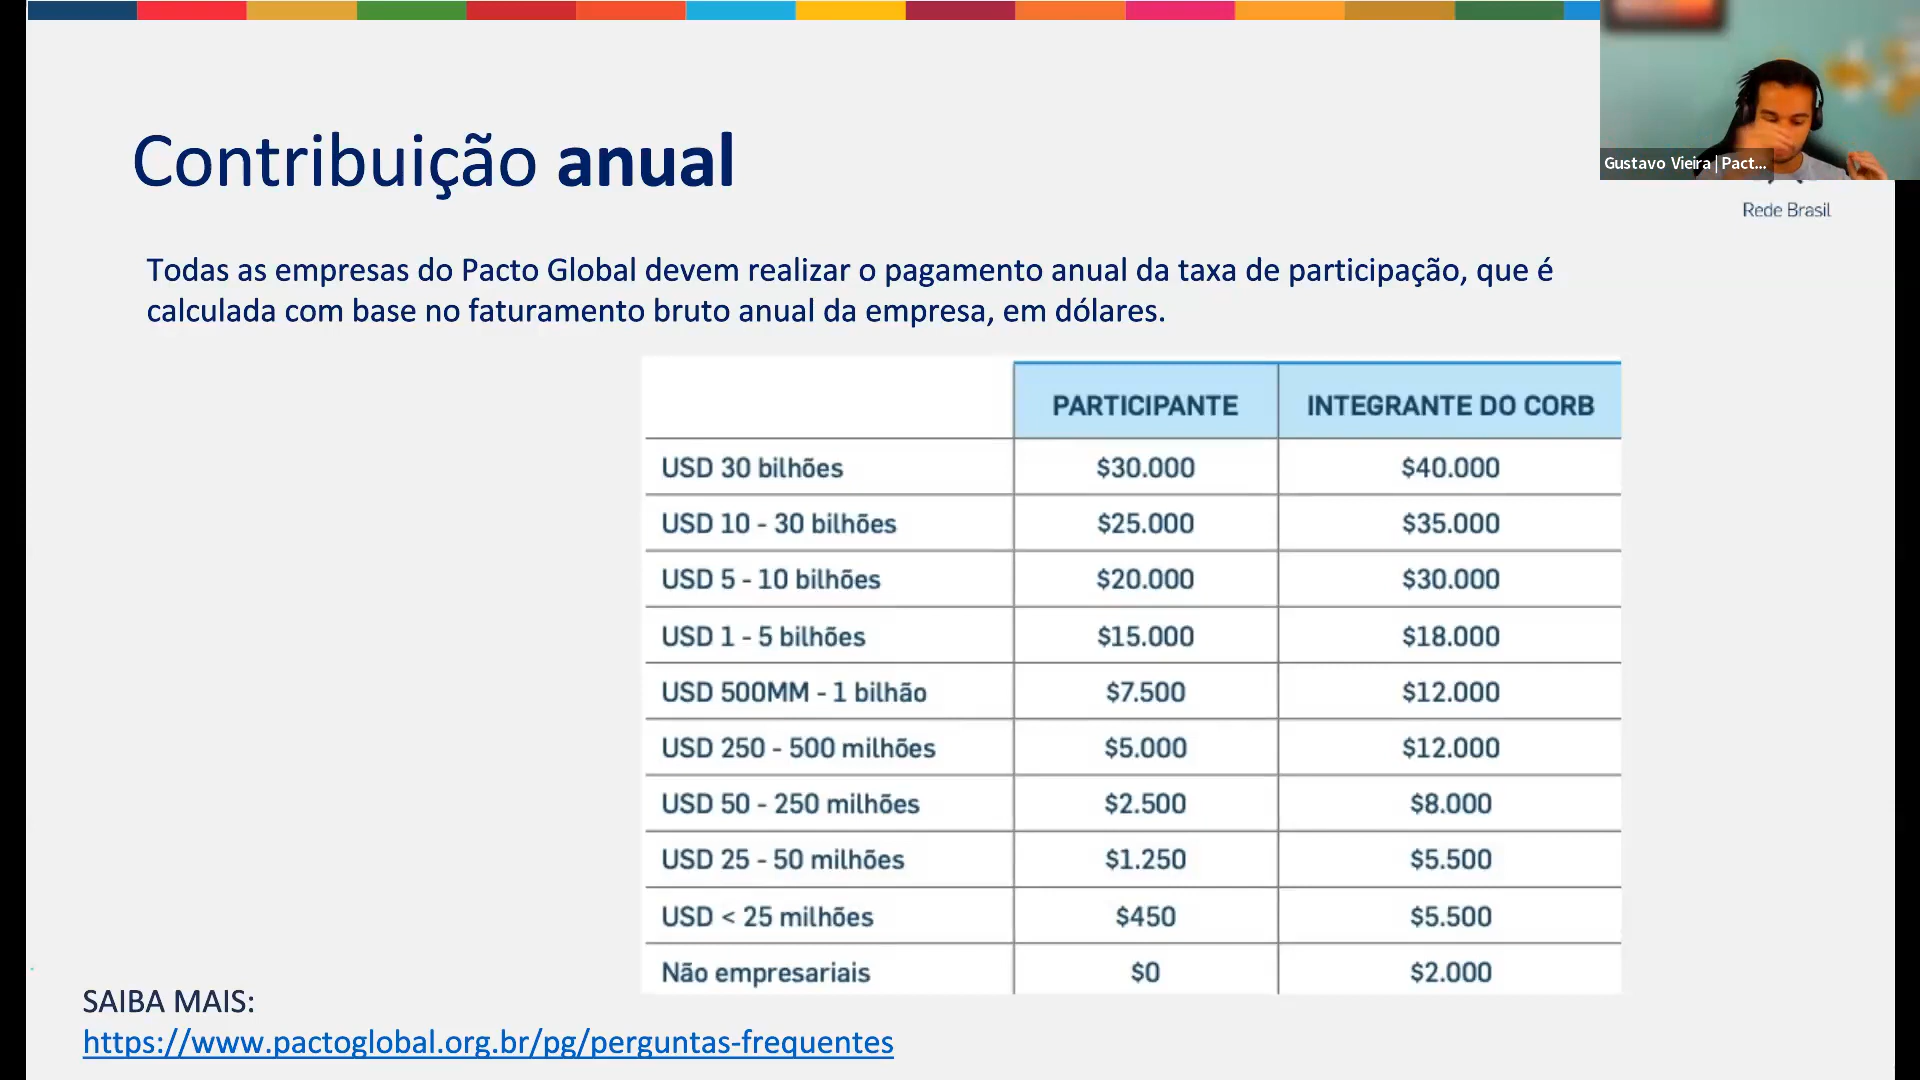 Gustavo Vieira | Pact...
Rede Brasil
Contribuição anual
Todas as empresas do Pacto Global devem realizar o pagamento anual da taxa de participação, que é
calculada com base no faturamento bruto anual da empresa, em dólares.
PARTICIPANTE INTEGRANTE DO CORB
USD 30 bilhões $30.000 $40.000
USD 10 - 30 bilhões $25.000 $35.000
USD 5 - 10 bilhões $20.000 $30.000
USD 1 - 5 bilhões $15.000 $18.000
USD 500MM - 1 bilhão $7.500 $12.000
USD 250 - 500 milhões $5.000 $12.000
USD 50 - 250 milhões $2.500 $8.000
USD 25 - 50 milhões $1.250 $5.500
USD < 25 milhões $450 $5.500
Não empresariais $0 $2.000
SAIBA MAIS:
https://www.pactoglobal.org.br/pg/perguntas-frequentes